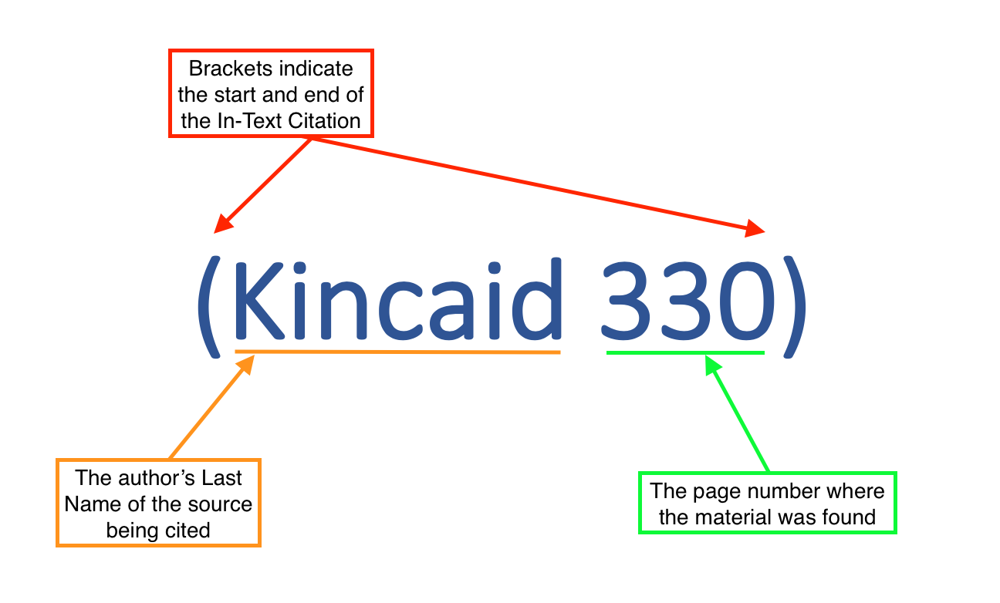 Brackets indicate
the start and end of
the In-Text Citation
(Kincaid 330)
The author’s Last
Name of the source
being cited
The page number where
the material was found